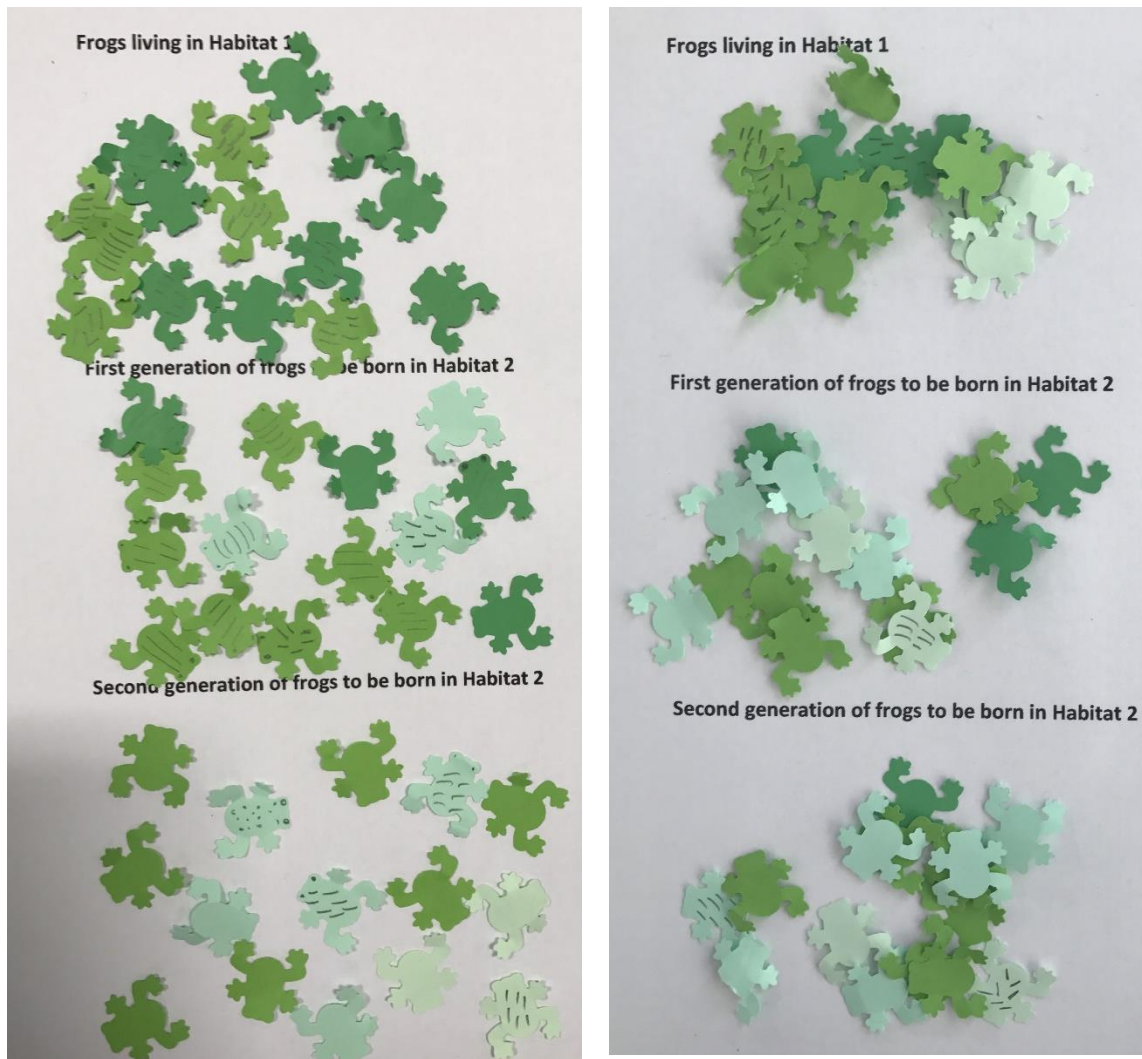 Frogs living in Habitat 1
First generation of frogs be born in Habitat 2
Second generation of frogs to be born in Habitat 2
Frogs living in Habitat 1
First generation of frogs to be born in Habitat 2
Second generation of frogs to be born in Habitat 2